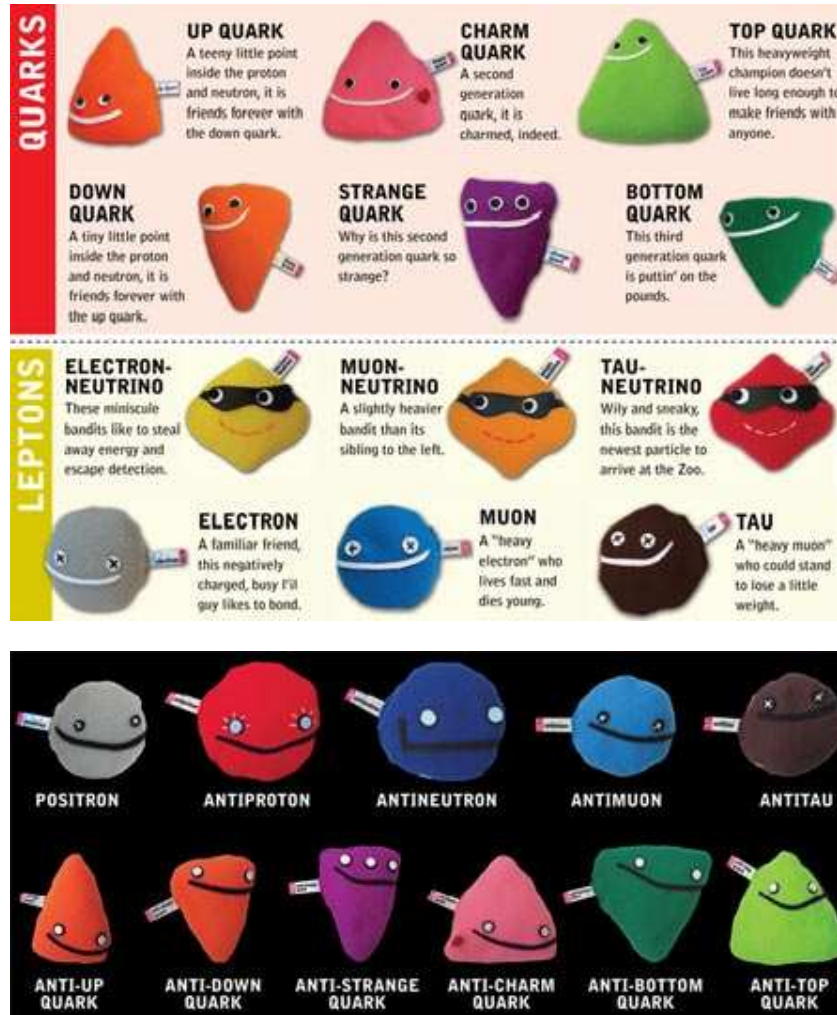 QUARKS
UP QUARK
A teeny little point
inside the proton
and neutron, it is
friends forever with
the down quark.
CHARM
QUARK
A second
generation
quark, it is
charmed, indeed.
TOP QUARK
This heavyweight
champion doesn't
live long enough to
make friends with
anyone.
DOWN
QUARK
A tiny little point
inside the proton
and neutron, it is
friends forever with
the up quark.
STRANGE
QUARK
Why is this second
generation quark so
strange?
BOTTOM
QUARK
This third
generation quark
is puttin' on the
pounds.
LEPTONS
ELECTRON-
NEUTRINO
These miniscule
bandits like to steal
away energy and
escape detection.
MUON-
NEUTRINO
A slightly heavier
bandit than its
sibling to the left.
TAU-
NEUTRINO
Wily and sneaky,
this bandit is the
newest particle to
arrive at the Zoo.
ELECTRON
A familiar friend,
this negatively
charged, busy l'il
guy likes to bond.
MUON
A "heavy
electron" who
lives fast and
dies young.
TAU
A "heavy muon"
who could stand
to lose a little
weight.
POSITRON
ANTIPROTON
ANTINEUTRON
ANTIMUON
ANTITAU
ANTI-UP
QUARK
ANTI-DOWN
QUARK
ANTI-STRANGE
QUARK
ANTI-CHARM
QUARK
ANTI-BOTTOM
QUARK
ANTI-TOP
QUARK